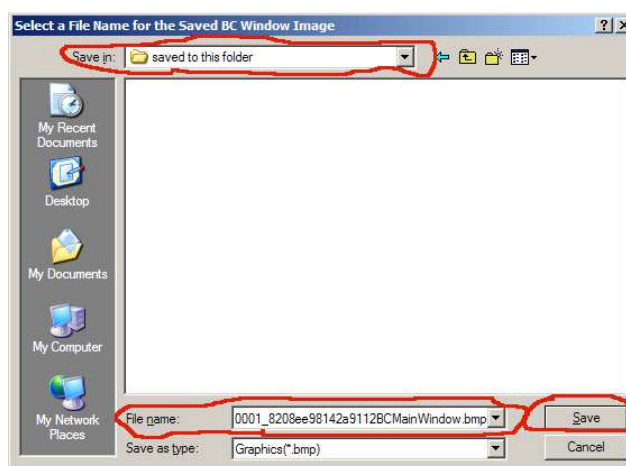 Select a File Name for the Saved BC Window Image
Save in: saved to this folder
My Recent
Documents
Desktop
My Documents
My Computer
My Network
Places
File name: 0001_8208ee98142a9112BCMainWindow.bmp
Save
Save as type: Graphics(*.bmp)
Cancel